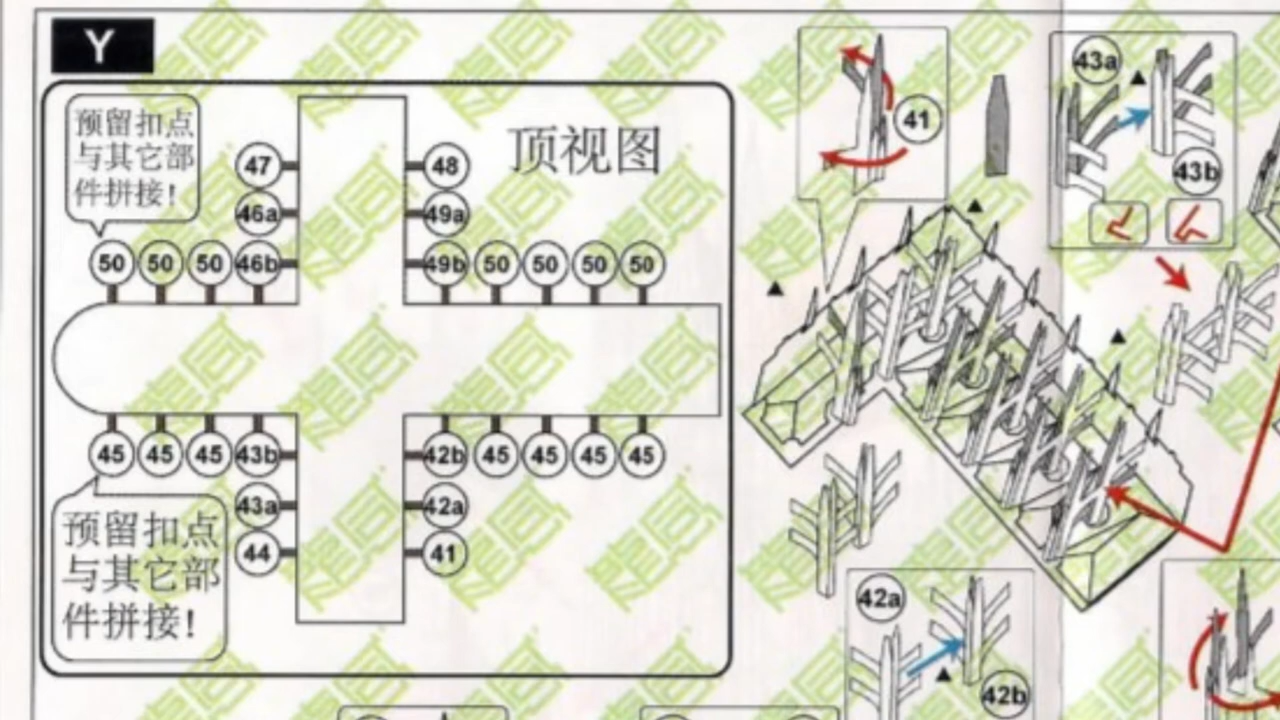 Y
预留扣点
与其它部
件拼接!
顶视图
47
48
46a
49a
50 50 50 46b
49b 50 50 50 50
45 45 45 43b
42b 45 45 45 45
43a
42a
44
41
预留扣点
与其它部
件拼接!
41
43a
43b
42a
42b